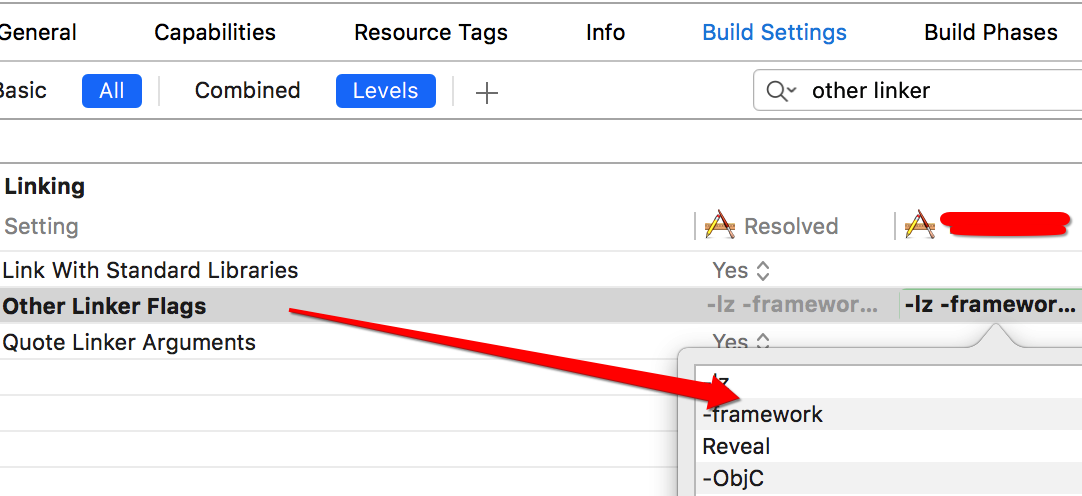 General Capabilities Resource Tags Info Build Settings Build Phases
Basic All Combined Levels + other linker
Linking
Setting Resolved
Link With Standard Libraries Yes
Other Linker Flags -lz -framewor... -lz -framewor...
Quote Linker Arguments Yes
-lz
-framework
Reveal
-ObjC